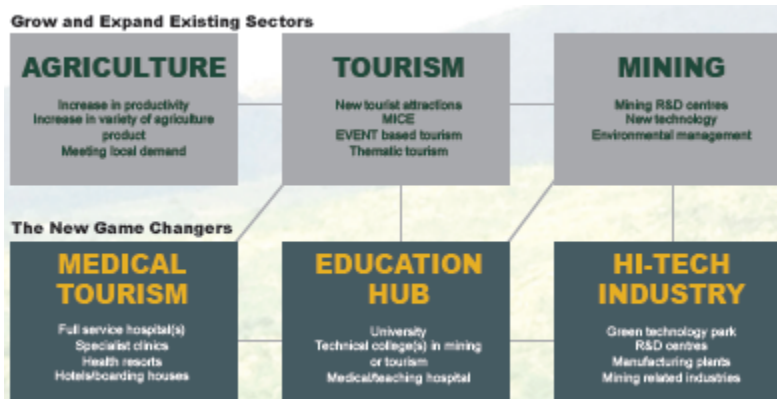 Grow and Expand Existing Sectors
AGRICULTURE
Increase in productivity
Increase in variety of agriculture
product
Meeting local demand
TOURISM
New tourist attractions
MICE
EVENT based tourism
Thematic tourism
MINING
Mining R&D centres
New technology
Environmental management
The New Game Changers
MEDICAL
TOURISM
Full service hospital(s)
Specialist clinics
Health resorts
Hotels/boarding houses
EDUCATION
HUB
University
Technical college(s) in mining
or tourism
Medical/teaching hospital
HI-TECH
INDUSTRY
Green technology park
R&D centres
Manufacturing plants
Mining related industries